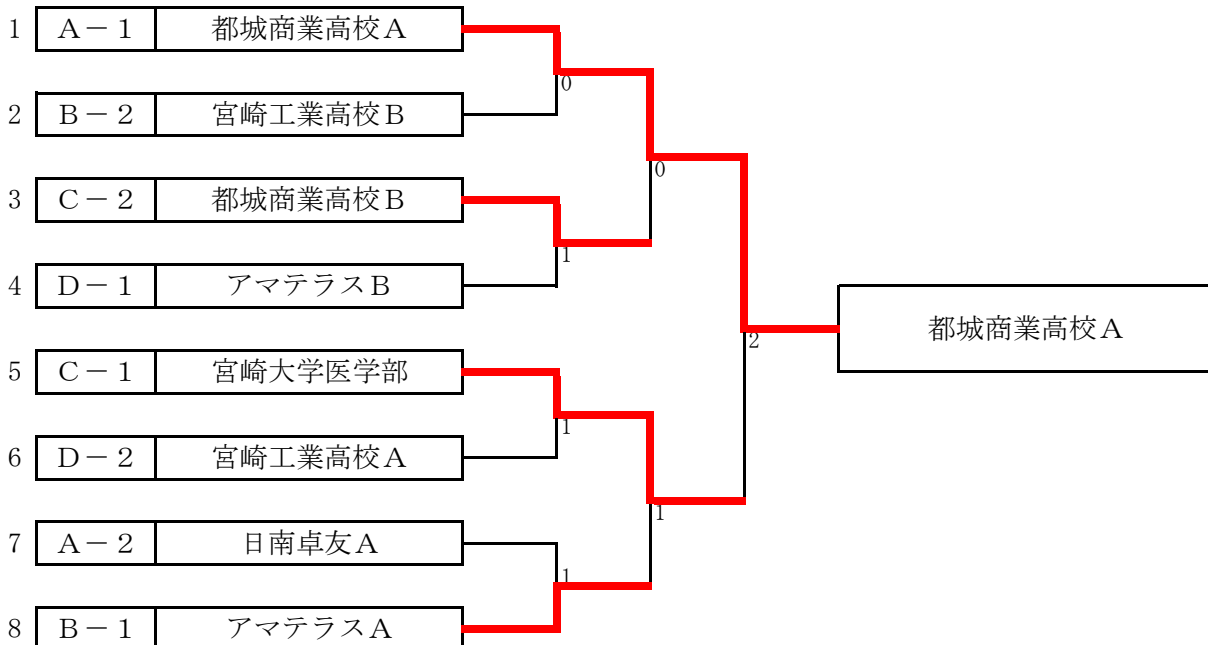 1 A－1 都城商業高校A
0
2 B－2 宮崎工業高校B
0
3 C－2 都城商業高校B
1
4 D－1 アマテラスB
都城商業高校A
2
5 C－1 宮崎大学医学部
1
6 D－2 宮崎工業高校A
1
7 A－2 日南卓友A
1
8 B－1 アマテラスA